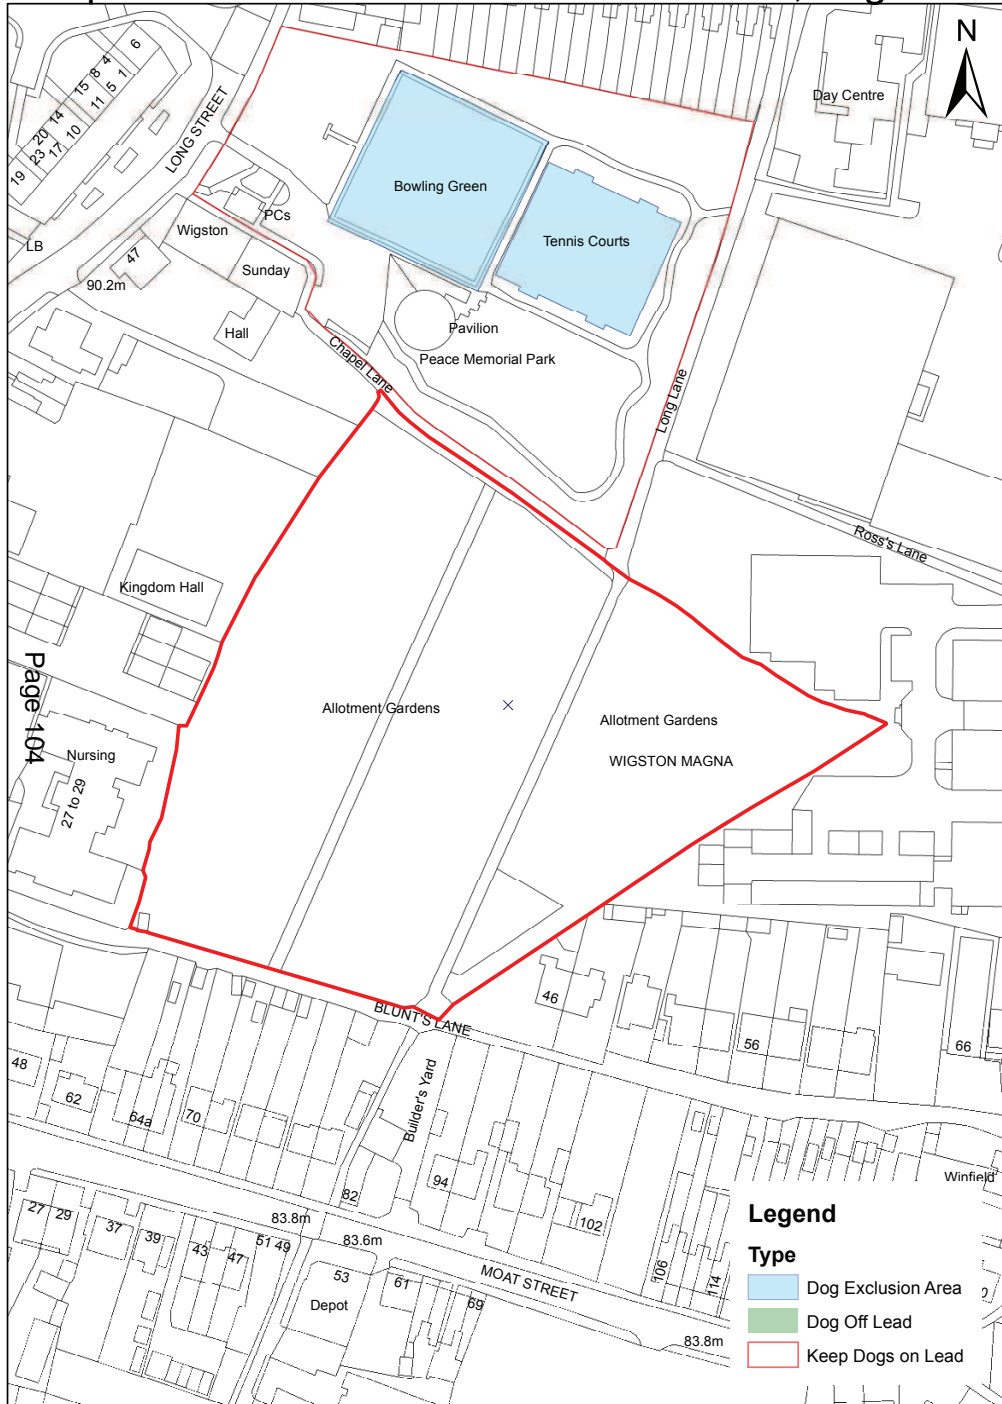 N
Day Centre
LONG STREET
6
4
8
1
15
5
11
14
10
20
17
23
19
Bowling Green
Tennis Courts
PCs
Wigston
LB
47
Sunday
90.2m
Hall
Pavilion
Chapel Lane
Peace Memorial Park
Long Lane
Ross's Lane
Kingdom Hall
Page 104
Allotment Gardens
Allotment Gardens
WIGSTON MAGNA
Nursing
27 to 29
46
BLUNT'S LANE
56
66
48
62
64a
70
Builder's Yard
94
82
102
106
114
Winfield
27
29
37
39
43
47
51 49
83.8m
83.6m
53
Depot
61
69
MOAT STREET
83.8m
Legend
Type
Dog Exclusion Area
Dog Off Lead
Keep Dogs on Lead